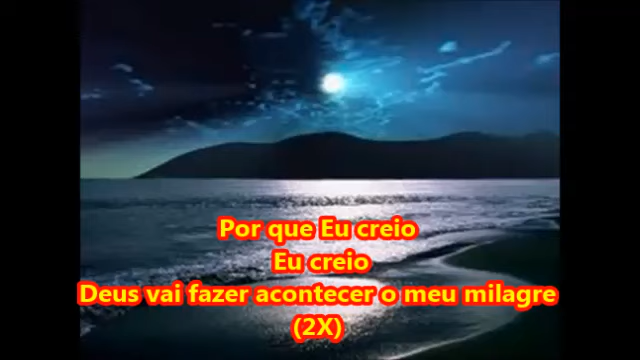 Por que Eu creio
Eu creio
Deus vai fazer acontecer o meu milagre
(2X)